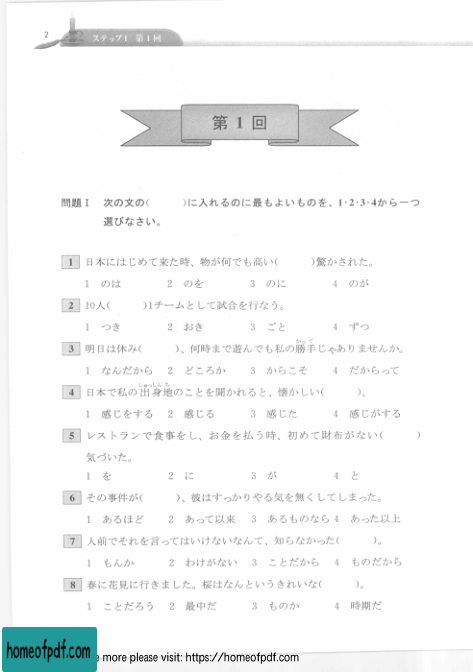 2
ステップ1 第1回
第 1 回
問題Ⅰ 次の文の( )に入れるのに最もよいものを、1・2・3・4から一つ
選びなさい。
1 日本にはじめて来た時、物が何でも高い( )驚かされた。
1 のは 2 のを 3 のに 4 のが
2 10人( )1チームとして試合を行なう。
1 つき 2 おき 3 ごと 4 ずつ
3 明日は休み( )、何時まで遊んでも私の勝手じゃありませんか。
1 なんだから 2 どころか 3 からこそ 4 だからって
4 日本で私の出身地のことを聞かれると、懐かしい( )。
1 感じをする 2 感じる 3 感じた 4 感じがする
5 レストランで食事をし、お金を払う時、初めて財布がない( )
気づいた。
1 を 2 に 3 が 4 と
6 その事件が( )、彼はすっかりやる気を無くしてしまった。
1 あるほど 2 あって以来 3 あるものなら 4 あった以上
7 人前でそれを言ってはいけないなんて、知らなかった( )。
1 もんか 2 わけがない 3 ことだから 4 ものだから
8 春に花見に行きました。桜はなんというきれいな( )。
1 ことだろう 2 最中だ 3 ものか 4 時期だ
homeofpdf.com
e more please visit: https://homeofpdf.com